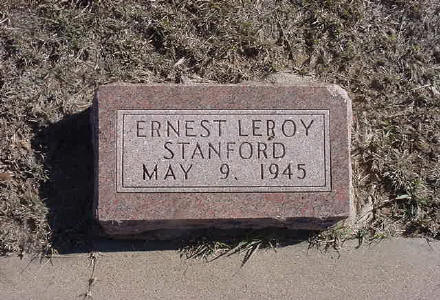 ERNEST LEROY
STANFORD
MAY 9, 1945